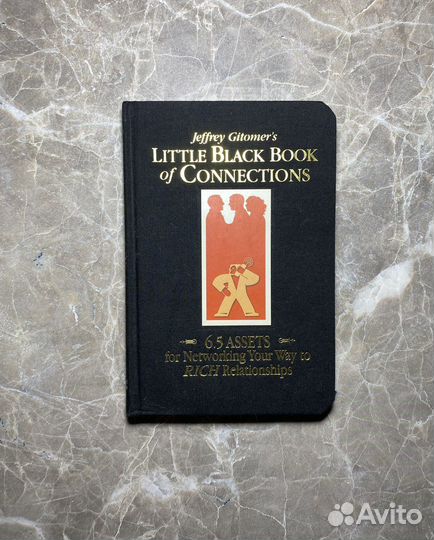 Jeffrey Gitomer's
LITTLE BLACK BOOK
of CONNECTIONS
6.5 ASSETS
for Networking Your Way to
RICH Relationships
Avito